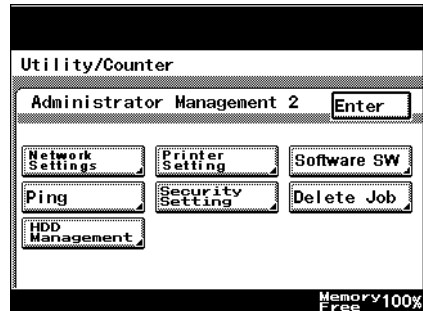 Utility/Counter
Administrator Management 2
Enter
Network Settings
Printer Setting
Software SW
Ping
Security Setting
Delete Job
HDD Management
Memory Free 100%